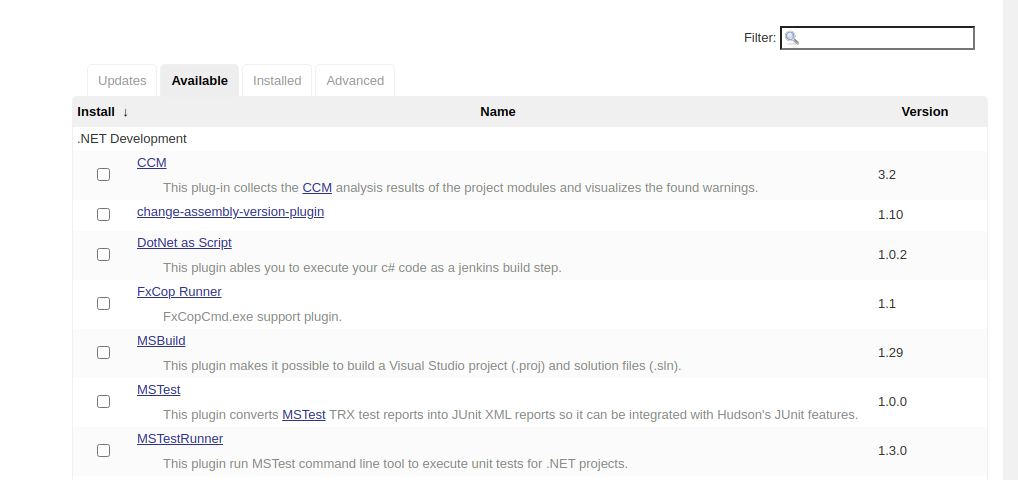 Filter:
Updates Available Installed Advanced
Install ↓ Name Version
.NET Development
CCM
This plug-in collects the CCM analysis results of the project modules and visualizes the found warnings.
3.2
change-assembly-version-plugin
1.10
DotNet as Script
This plugin ables you to execute your c# code as a jenkins build step.
1.0.2
FxCop Runner
FxCopCmd.exe support plugin.
1.1
MSBuild
This plugin makes it possible to build a Visual Studio project (.proj) and solution files (.sln).
1.29
MSTest
This plugin converts MSTest TRX test reports into JUnit XML reports so it can be integrated with Hudson's JUnit features.
1.0.0
MSTestRunner
This plugin run MSTest command line tool to execute unit tests for .NET projects.
1.3.0